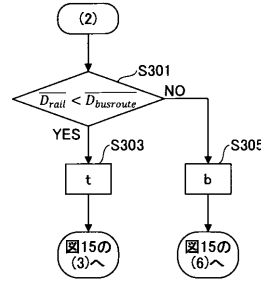 (2)
S301
D_rail < D_busroute
NO
YES
S303
S305
t
b
図15の
(3)へ
図15の
(6)へ